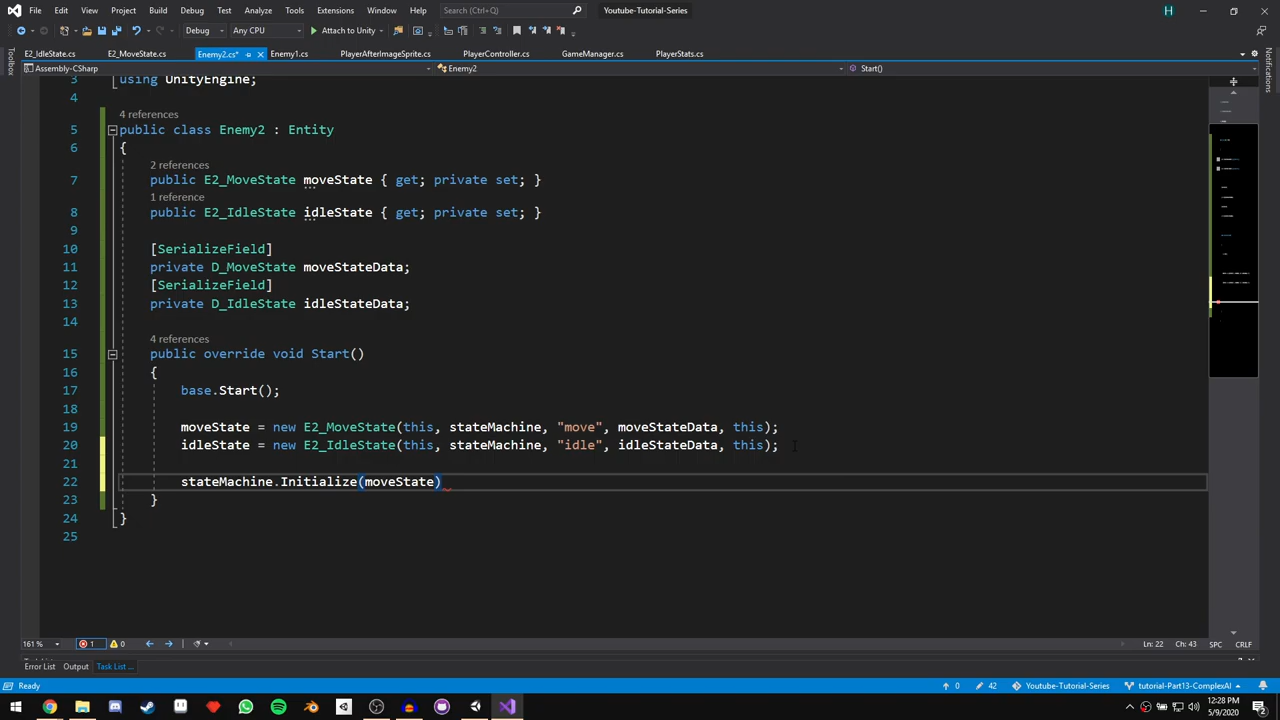 File Edit View Project Build Debug Test Analyze Tools Extensions Window Help Search (Ctrl+Q) Youtube-Tutorial-Series H
Debug Any CPU Attach to Unity
E2_IdleState.cs E2_MoveState.cs Enemy2.cs* Enemy1.cs PlayerAfterImageSprite.cs PlayerController.cs GameManager.cs PlayerStats.cs
Assembly-CSharp Enemy2 Start()
Toolbox
Notifications
3 using UnityEngine;
4
4 references
5 public class Enemy2 : Entity
6 {
2 references
7 public E2_MoveState moveState { get; private set; }
1 reference
8 public E2_IdleState idleState { get; private set; }
9
10 [SerializeField]
11 private D_MoveState moveStateData;
12 [SerializeField]
13 private D_IdleState idleStateData;
14
4 references
15 public override void Start()
16 {
17 base.Start();
18
19 moveState = new E2_MoveState(this, stateMachine, "move", moveStateData, this);
20 idleState = new E2_IdleState(this, stateMachine, "idle", idleStateData, this);
21
22 stateMachine.Initialize(moveState)
23 }
24 }
25
161 % 1 0 Ln: 22 Ch: 43 SPC CRLF
Error List Output Task List ...
Ready 0 42 Youtube-Tutorial-Series tutorial-Part13-ComplexAI
12:28 PM
5/9/2020